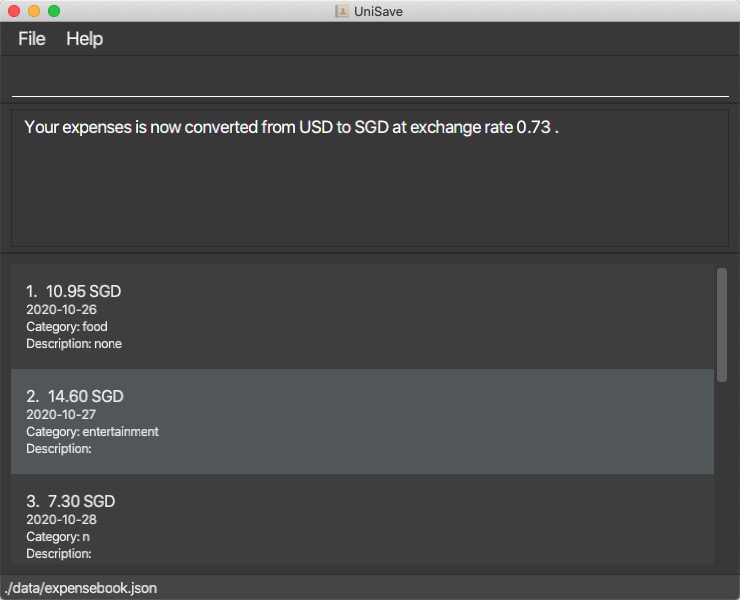 UniSave
File Help
Your expenses is now converted from USD to SGD at exchange rate 0.73 .
1. 10.95 SGD
2020-10-26
Category: food
Description: none
2. 14.60 SGD
2020-10-27
Category: entertainment
Description:
3. 7.30 SGD
2020-10-28
Category: n
Description:
./data/expensebook.json